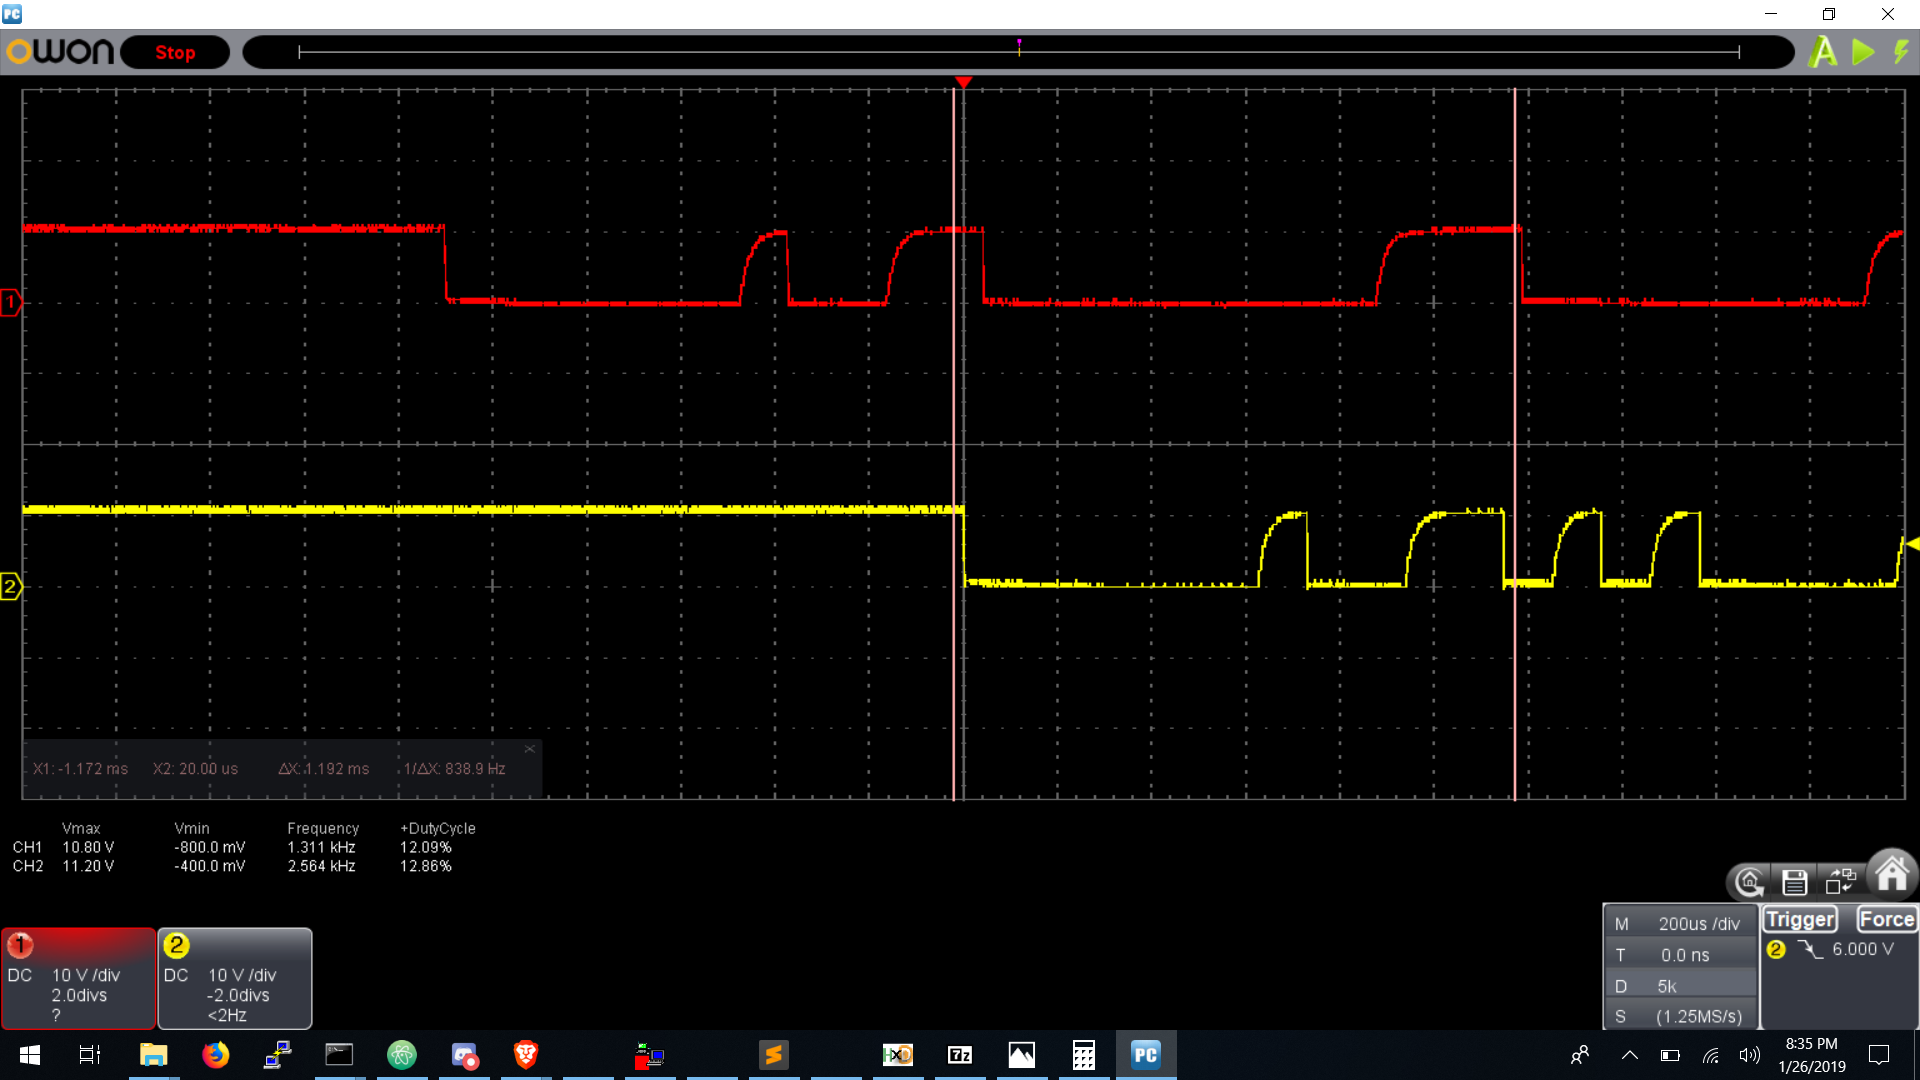 PC
OWON Stop
1
2
X1: -1.172 ms X2: 20.00 us ΔX: 1.192 ms 1/ΔX: 838.9 Hz
Vmax Vmin Frequency +DutyCycle
CH1 10.80 V -800.0 mV 1.311 kHz 12.09%
CH2 11.20 V -400.0 mV 2.564 kHz 12.86%
1
DC 10 V /div
2.0divs
?
2
DC 10 V /div
-2.0divs
<2Hz
M 200us /div
T 0.0 ns
D 5k
S (1.25MS/s)
Trigger Force
2 6.000 V
HxD
7z
PC
8:35 PM
1/26/2019